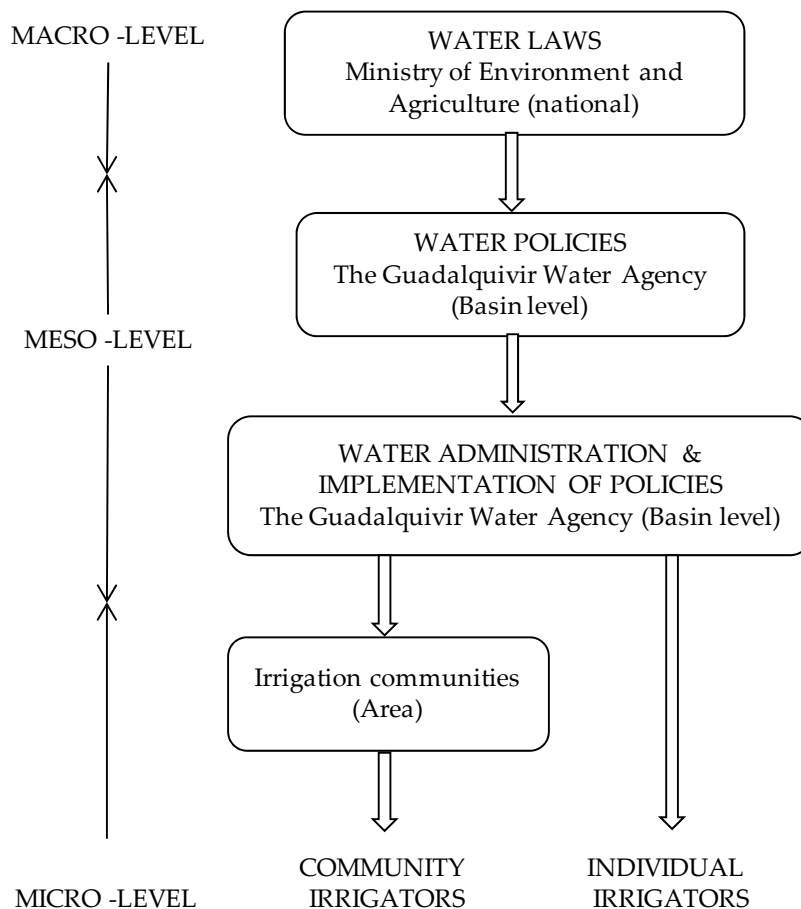 MACRO -LEVEL
WATER LAWS
Ministry of Environment and
Agriculture (national)
WATER POLICIES
The Guadalquivir Water Agency
(Basin level)
MESO -LEVEL
WATER ADMINISTRATION &
IMPLEMENTATION OF POLICIES
The Guadalquivir Water Agency (Basin level)
Irrigation communities
(Area)
COMMUNITY
IRRIGATORS
INDIVIDUAL
IRRIGATORS
MICRO -LEVEL